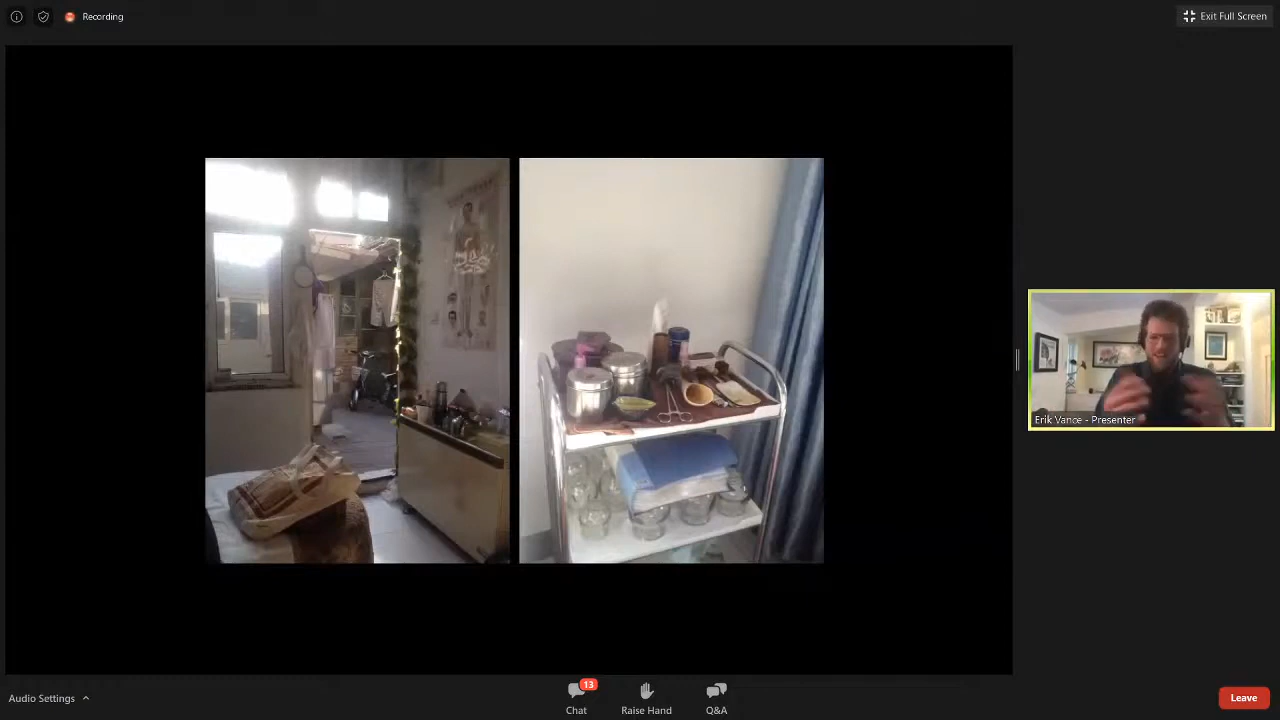 Recording
Exit Full Screen
Erik Vance - Presenter
Audio Settings
13
Chat
Raise Hand
Q&A
Leave